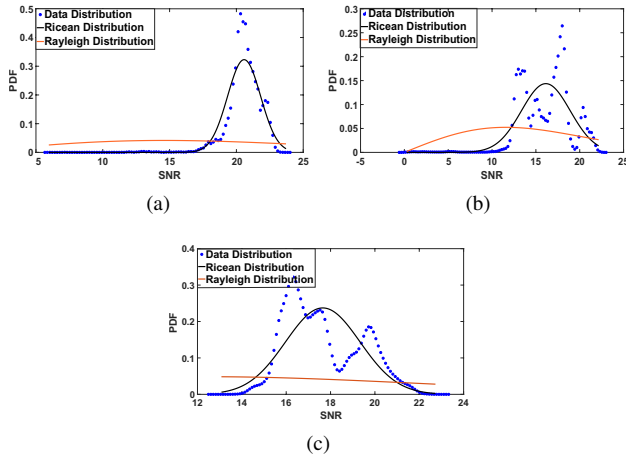 0.5
0.4
0.3
0.2
0.1
0
PDF
Data Distribution
Ricean Distribution
Rayleigh Distribution
5 10 15 20 25
SNR
(a)
0.4
0.3
0.2
0.15
0.1
0.05
0
PDF
Data DIstribution
Ricean Distribution
Rayleigh Distribution
-5 0 5 10 15 20 25
SNR
(b)
0.4
0.3
0.2
0.1
0
PDF
Data Distribution
Ricean Distribution
Rayleigh Distribution
12 14 16 18 20 22 24
SNR
(c)